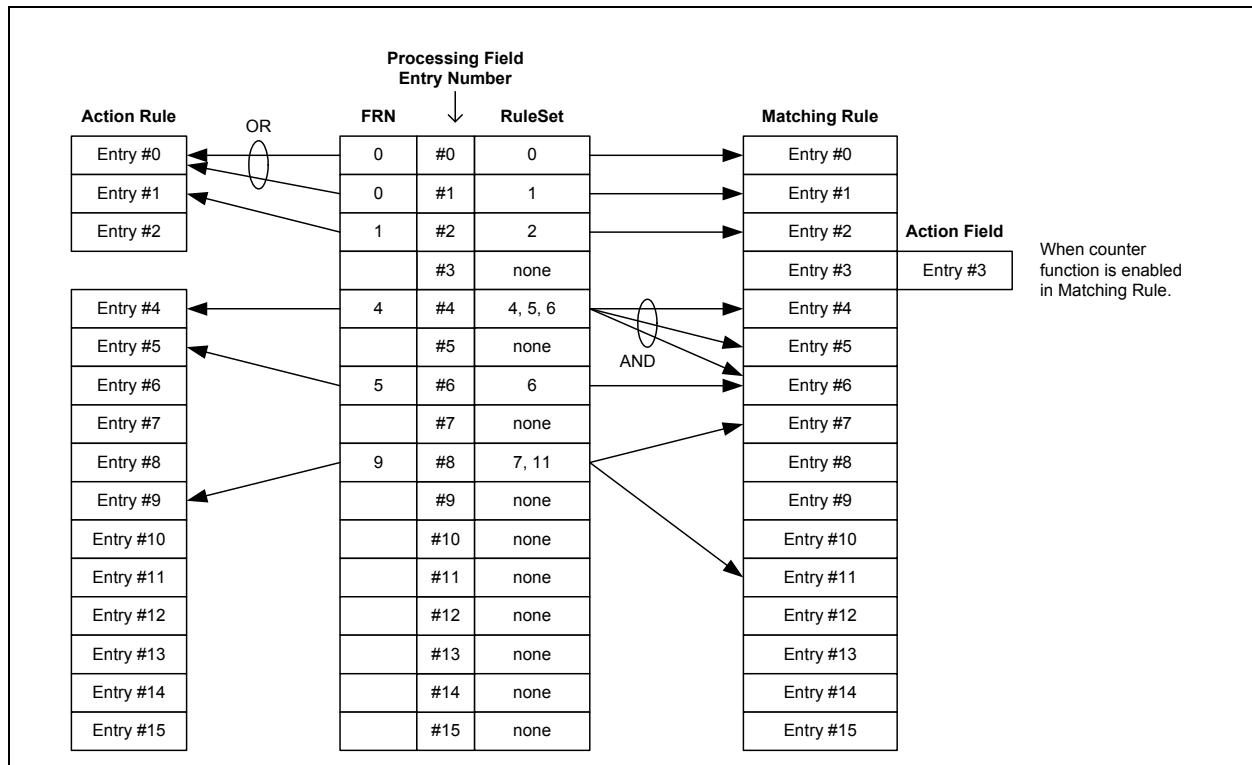 Processing Field
Entry Number
Action Rule OR FRN RuleSet Matching Rule
Entry #0 0 #0 0 Entry #0
Entry #1 0 #1 1 Entry #1
Entry #2 1 #2 2 Entry #2 Action Field
#3 none Entry #3 Entry #3
When counter
function is enabled
in Matching Rule.
Entry #4 4 #4 4, 5, 6 Entry #4
Entry #5 #5 none AND Entry #5
Entry #6 5 #6 6 Entry #6
Entry #7 #7 none Entry #7
Entry #8 9 #8 7, 11 Entry #8
Entry #9 #9 none Entry #9
Entry #10 #10 none Entry #10
Entry #11 #11 none Entry #11
Entry #12 #12 none Entry #12
Entry #13 #13 none Entry #13
Entry #14 #14 none Entry #14
Entry #15 #15 none Entry #15